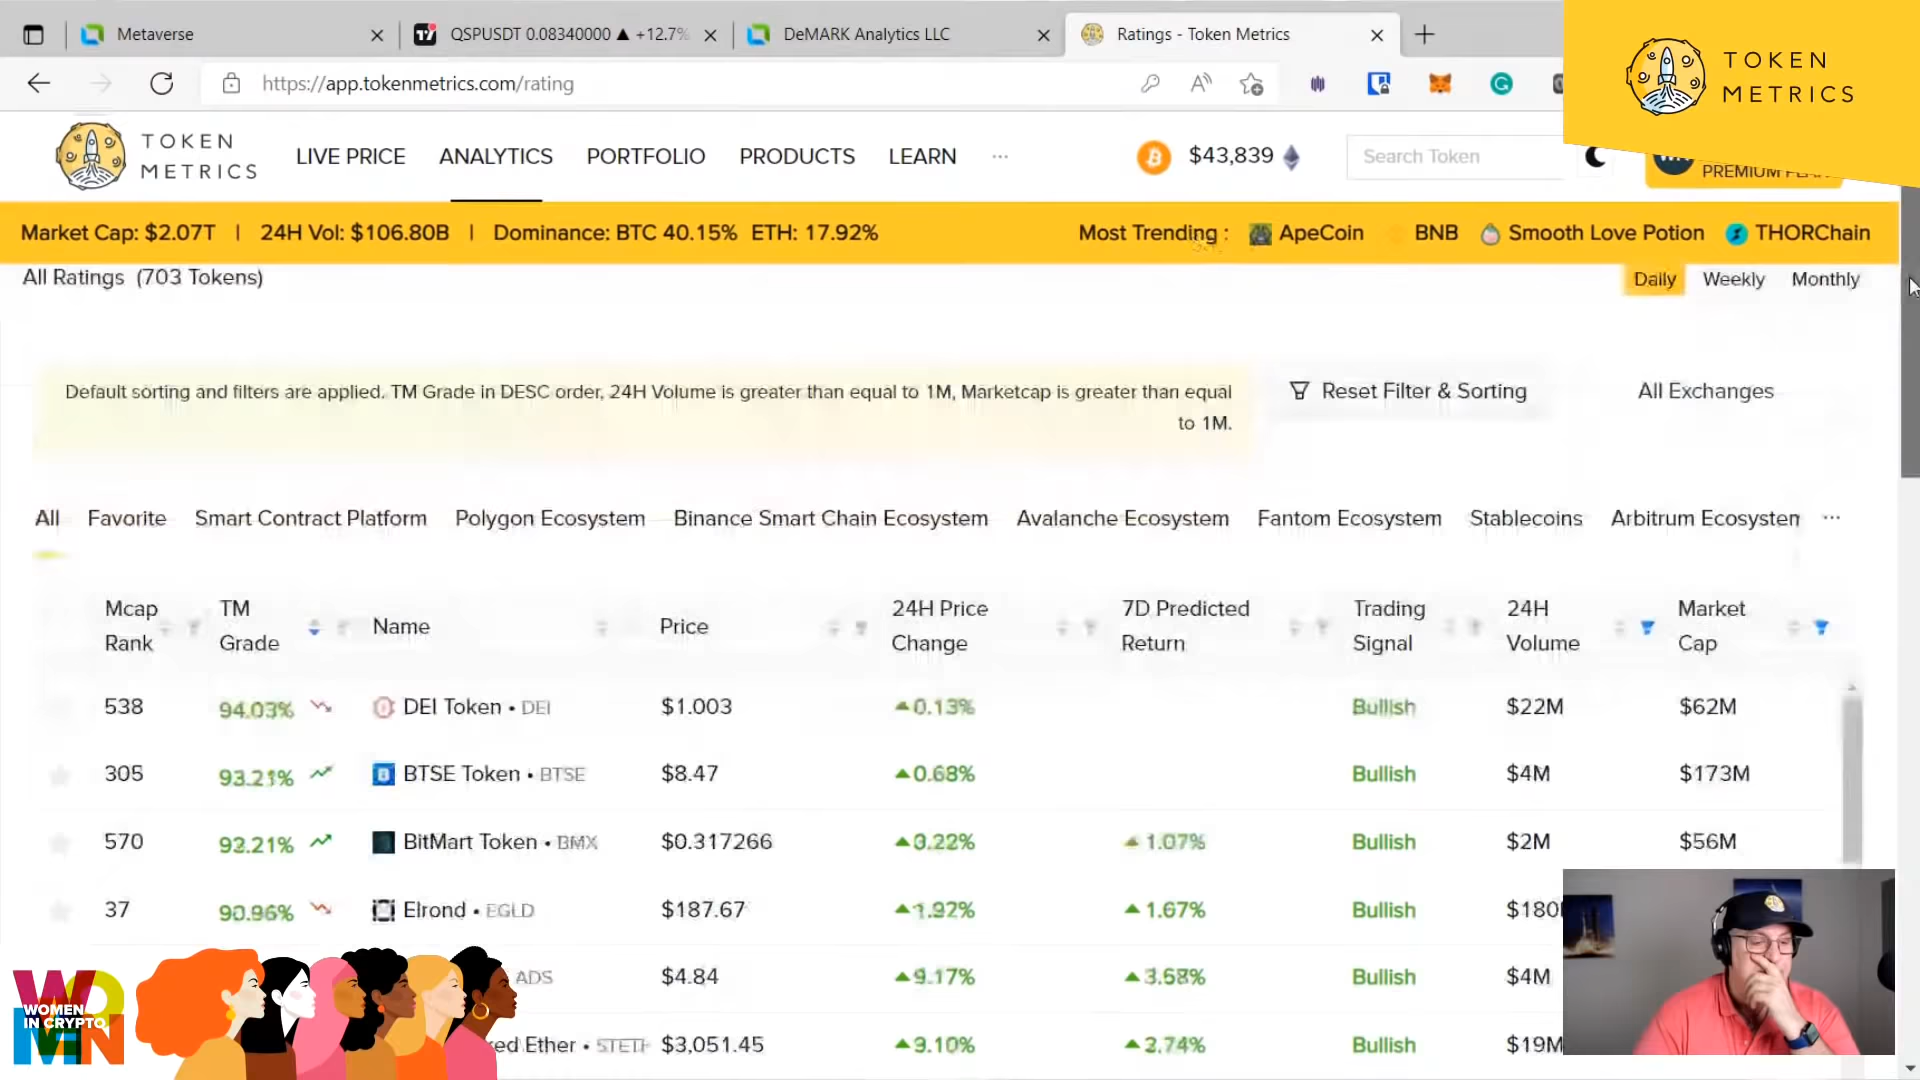 Metaverse
QSPUSDT 0.08340000 ▲ +12.7%
DeMARK Analytics LLC
Ratings - Token Metrics
https://app.tokenmetrics.com/rating
TOKEN
METRICS
TOKEN
METRICS
LIVE PRICE ANALYTICS PORTFOLIO PRODUCTS LEARN ...
$43,839
Search Token
Market Cap: $2.07T | 24H Vol: $106.80B | Dominance: BTC 40.15% ETH: 17.92%
Most Trending : ApeCoin BNB Smooth Love Potion THORChain
All Ratings (703 Tokens)
Daily Weekly Monthly
Default sorting and filters are applied. TM Grade in DESC order, 24H Volume is greater than equal to 1M, Marketcap is greater than equal
to 1M.
Reset Filter & Sorting
All Exchanges
All Favorite Smart Contract Platform Polygon Ecosystem Binance Smart Chain Ecosystem Avalanche Ecosystem Fantom Ecosystem Stablecoins Arbitrum Ecosystem ...
Mcap Rank TM Grade Name Price 24H Price Change 7D Predicted Return Trading Signal 24H Volume Market Cap
538 94.03% DEI Token • DEI $1.003 0.13% Bullish $22M $62M
305 93.21% BTSE Token • BTSE $8.47 0.68% Bullish $4M $173M
570 92.21% BitMart Token • BMX $0.317266 1.07% Bullish $2M $56M
37 90.96% Elrond • EGLD $187.67 1.92% 1.67% Bullish $180
ADS $4.84 9.17% 3.58% Bullish $4M
ed Ether • STETH $3,051.45 Bullish $19M
WOMEN
IN CRYPTO